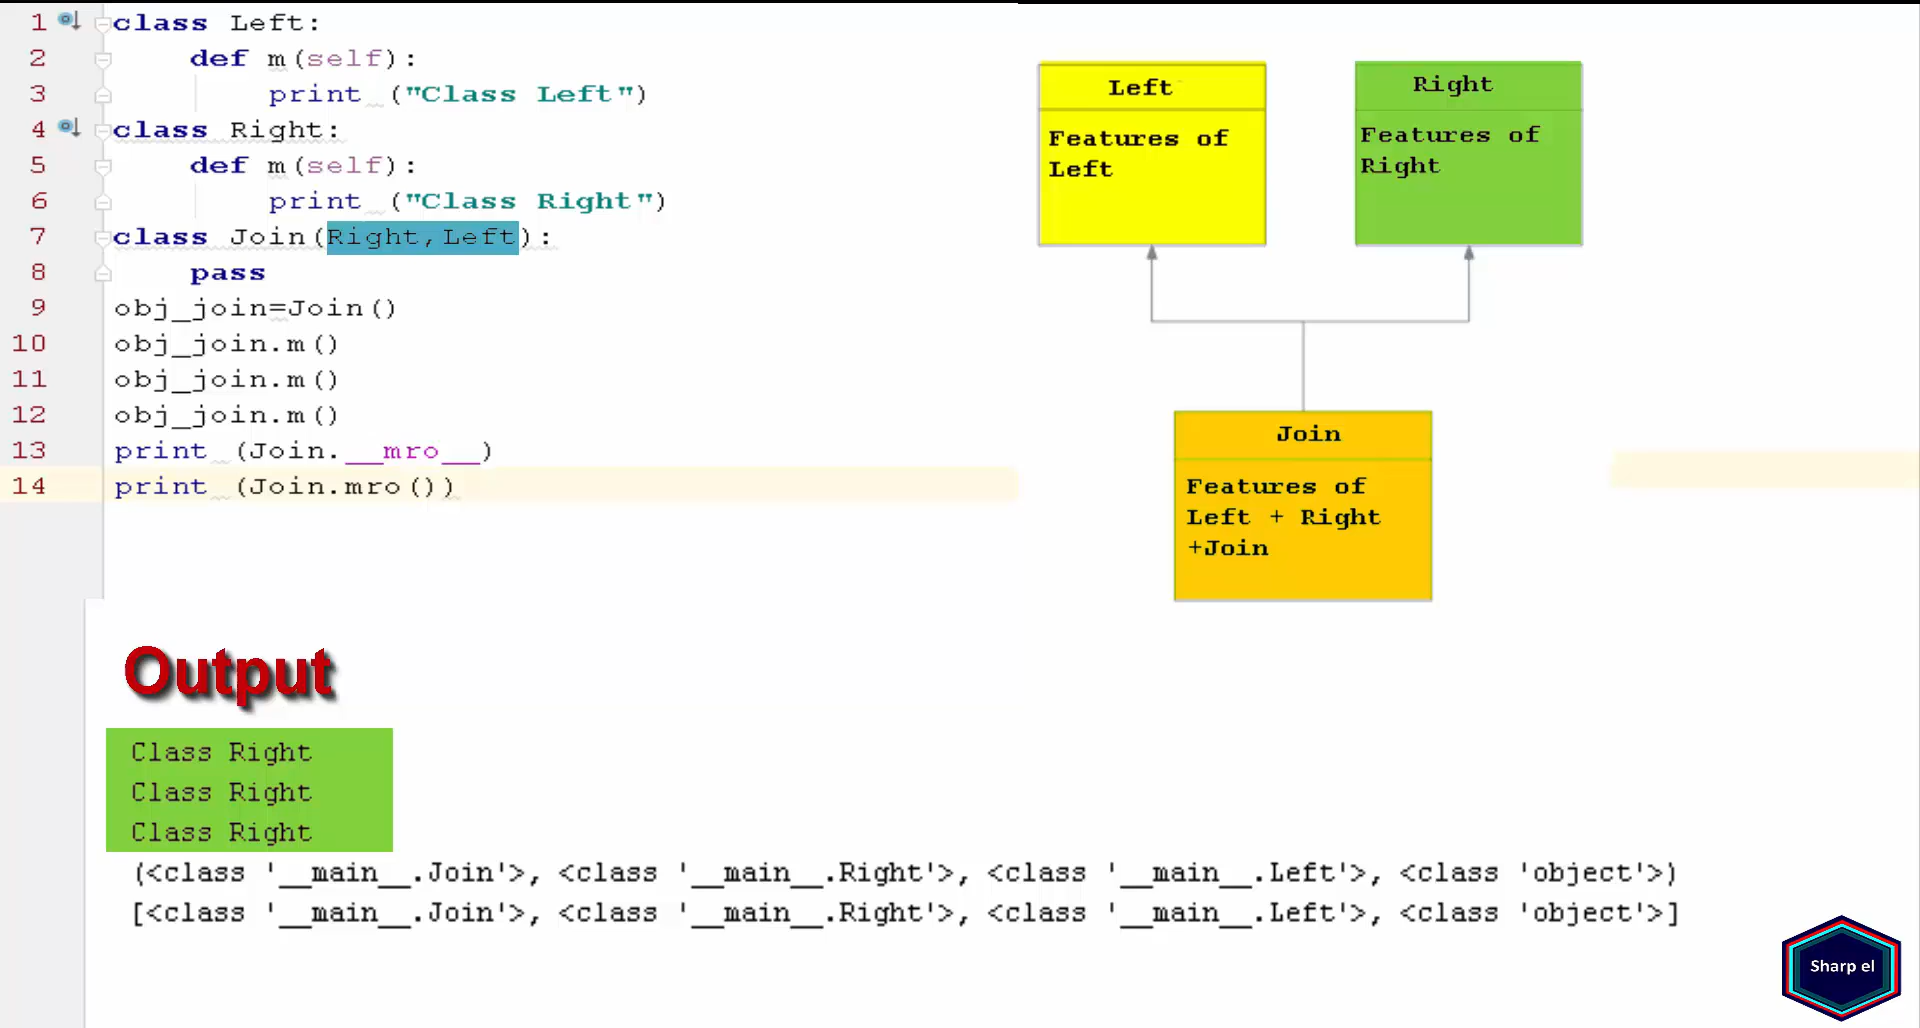 1 class Left:
2 def m(self):
3 print ("Class Left")
4 class Right:
5 def m(self):
6 print ("Class Right")
7 class Join(Right,Left):
8 pass
9 obj_join=Join()
10 obj_join.m()
11 obj_join.m()
12 obj_join.m()
13 print (Join.__mro__)
14 print (Join.mro())
Left
Features of
Left
Right
Features of
Right
Join
Features of
Left + Right
+Join
Output
Class Right
Class Right
Class Right
(<class '__main__.Join'>, <class '__main__.Right'>, <class '__main__.Left'>, <class 'object'>)
[<class '__main__.Join'>, <class '__main__.Right'>, <class '__main__.Left'>, <class 'object'>]
Sharp el